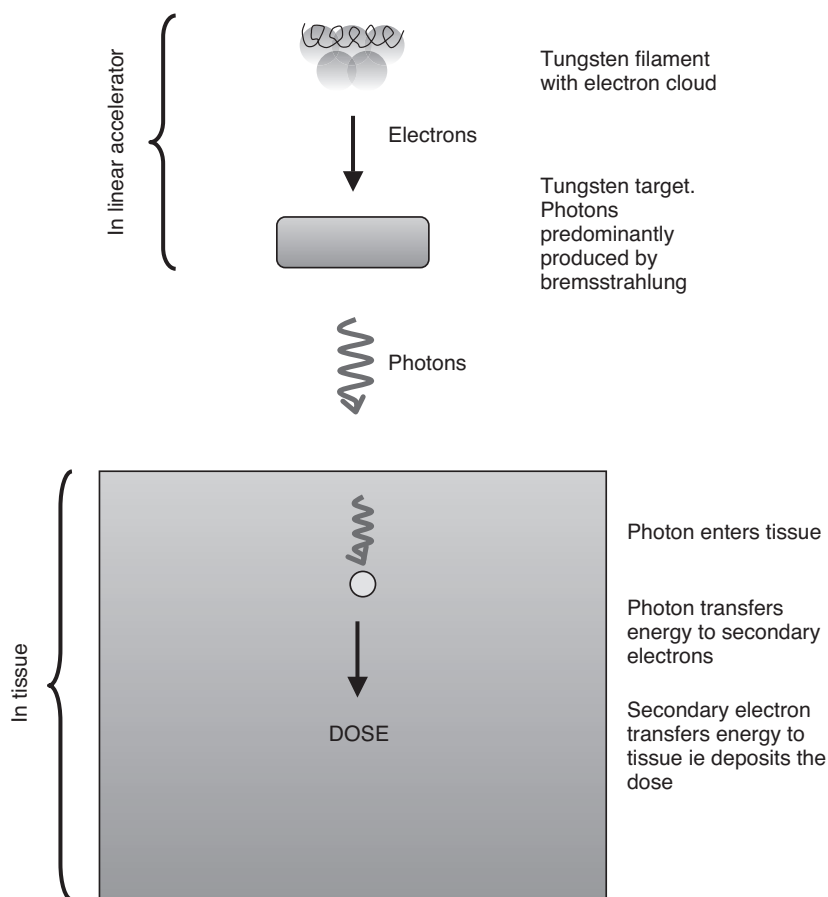 In linear accelerator
Tungsten filament
with electron cloud
Electrons
Tungsten target.
Photons
predominantly
produced by
bremsstrahlung
Photons
In tissue
Photon enters tissue
Photon transfers
energy to secondary
electrons
Secondary electron
transfers energy to
tissue ie deposits the
dose
DOSE